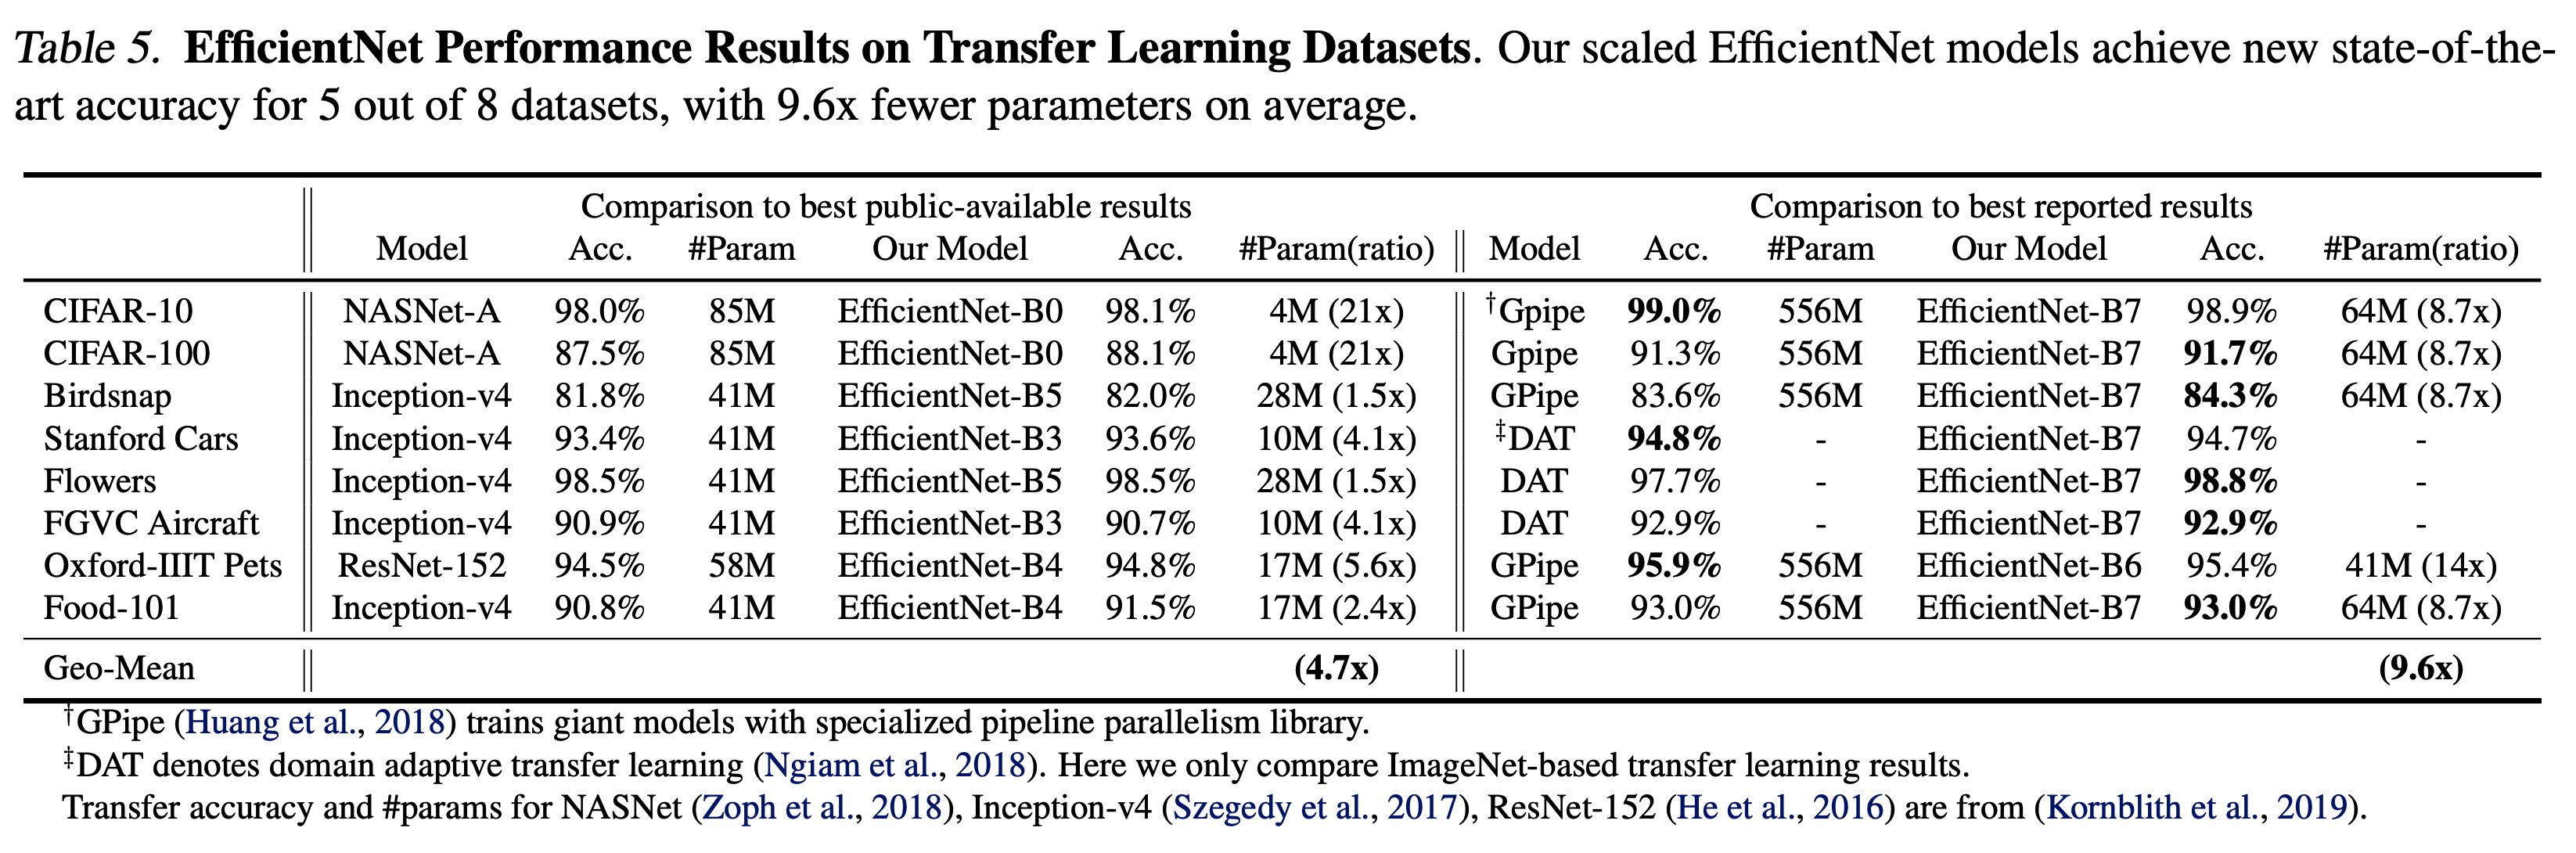 Table 5. EfficientNet Performance Results on Transfer Learning Datasets. Our scaled EfficientNet models achieve new state-of-the-
art accuracy for 5 out of 8 datasets, with 9.6x fewer parameters on average.
Comparison to best public-available results Comparison to best reported results
Model Acc. #Param Our Model Acc. #Param(ratio) Model Acc. #Param Our Model Acc. #Param(ratio)
CIFAR-10 NASNet-A 98.0% 85M EfficientNet-B0 98.1% 4M (21x) †Gpipe 99.0% 556M EfficientNet-B7 98.9% 64M (8.7x)
CIFAR-100 NASNet-A 87.5% 85M EfficientNet-B0 88.1% 4M (21x) Gpipe 91.3% 556M EfficientNet-B7 91.7% 64M (8.7x)
Birdsnap Inception-v4 81.8% 41M EfficientNet-B5 82.0% 28M (1.5x) GPipe 83.6% 556M EfficientNet-B7 84.3% 64M (8.7x)
Stanford Cars Inception-v4 93.4% 41M EfficientNet-B3 93.6% 10M (4.1x) ‡DAT 94.8% - EfficientNet-B7 94.7% -
Flowers Inception-v4 98.5% 41M EfficientNet-B5 98.5% 28M (1.5x) DAT 97.7% - EfficientNet-B7 98.8% -
FGVC Aircraft Inception-v4 90.9% 41M EfficientNet-B3 90.7% 10M (4.1x) DAT 92.9% - EfficientNet-B7 92.9% -
Oxford-IIIT Pets ResNet-152 94.5% 58M EfficientNet-B4 94.8% 17M (5.6x) GPipe 95.9% 556M EfficientNet-B6 95.4% 41M (14x)
Food-101 Inception-v4 90.8% 41M EfficientNet-B4 91.5% 17M (2.4x) GPipe 93.0% 556M EfficientNet-B7 93.0% 64M (8.7x)
Geo-Mean (4.7x) (9.6x)
†GPipe (Huang et al., 2018) trains giant models with specialized pipeline parallelism library.
‡DAT denotes domain adaptive transfer learning (Ngiam et al., 2018). Here we only compare ImageNet-based transfer learning results.
Transfer accuracy and #params for NASNet (Zoph et al., 2018), Inception-v4 (Szegedy et al., 2017), ResNet-152 (He et al., 2016) are from (Kornblith et al., 2019).